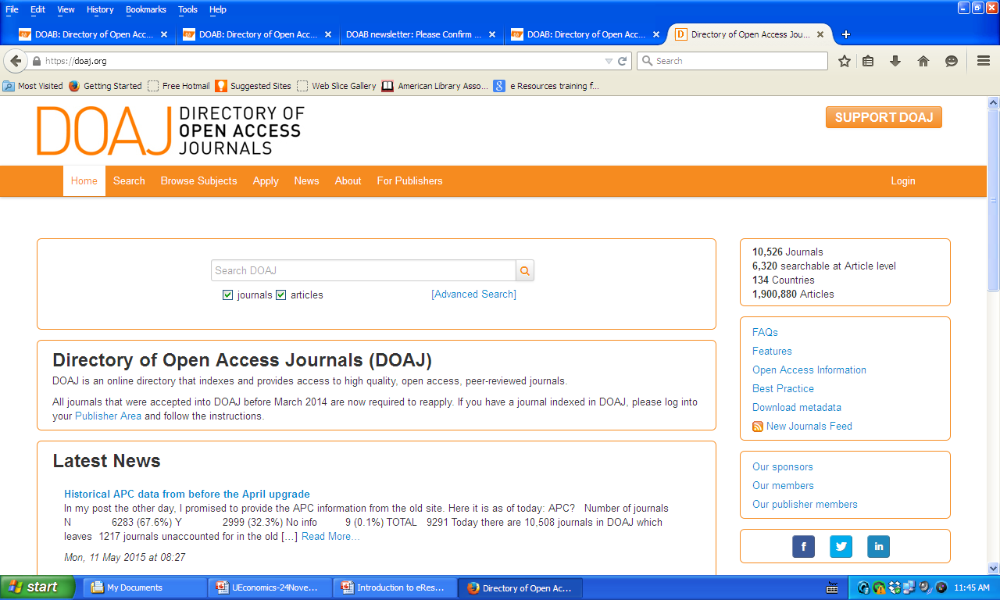 File Edit View History Bookmarks Tools Help
DOAB: Directory of Open Acc... DOAB: Directory of Open Acc... DOAB newsletter: Please Confirm ... DOAB: Directory of Open Acc... Directory of Open Access Jou...
https://doaj.org Search
Most Visited Getting Started Free Hotmail Suggested Sites Web Slice Gallery American Library Asso... e Resources training f...
DOAJ DIRECTORY OF
OPEN ACCESS
JOURNALS
SUPPORT DOAJ
Home Search Browse Subjects Apply News About For Publishers Login
Search DOAJ
journals articles [Advanced Search]
10,526 Journals
6,320 searchable at Article level
134 Countries
1,900,880 Articles
Directory of Open Access Journals (DOAJ)
DOAJ is an online directory that indexes and provides access to high quality, open access, peer-reviewed journals.
All journals that were accepted into DOAJ before March 2014 are now required to reapply. If you have a journal indexed in DOAJ, please log into
your Publisher Area and follow the instructions.
FAQs
Features
Open Access Information
Best Practice
Download metadata
New Journals Feed
Latest News
Historical APC data from before the April upgrade
In my post the other day, I promised to provide the APC information from the old site. Here it is as of today: APC? Number of journals
N 6283 (67.6%) Y 2999 (32.3%) No info 9 (0.1%) TOTAL 9291 Today there are 10,508 journals in DOAJ which
leaves 1217 journals unaccounted for in the old [...] Read More...
Mon, 11 May 2015 at 08:27
Our sponsors
Our members
Our publisher members
start My Documents UEconomics-24Nove... Introduction to eRes... Directory of Open Ac... 11:45 AM